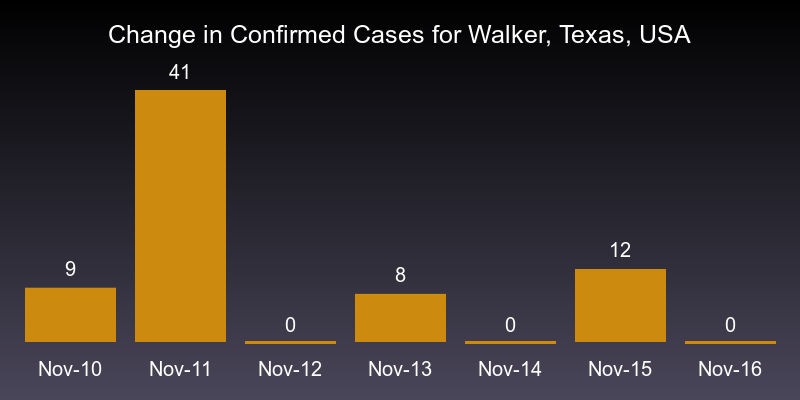 Change in Confirmed Cases for Walker, Texas, USA
41
9
12
8
0
0
0
Nov-10
Nov-11
Nov-12
Nov-13
Nov-14
Nov-15
Nov-16